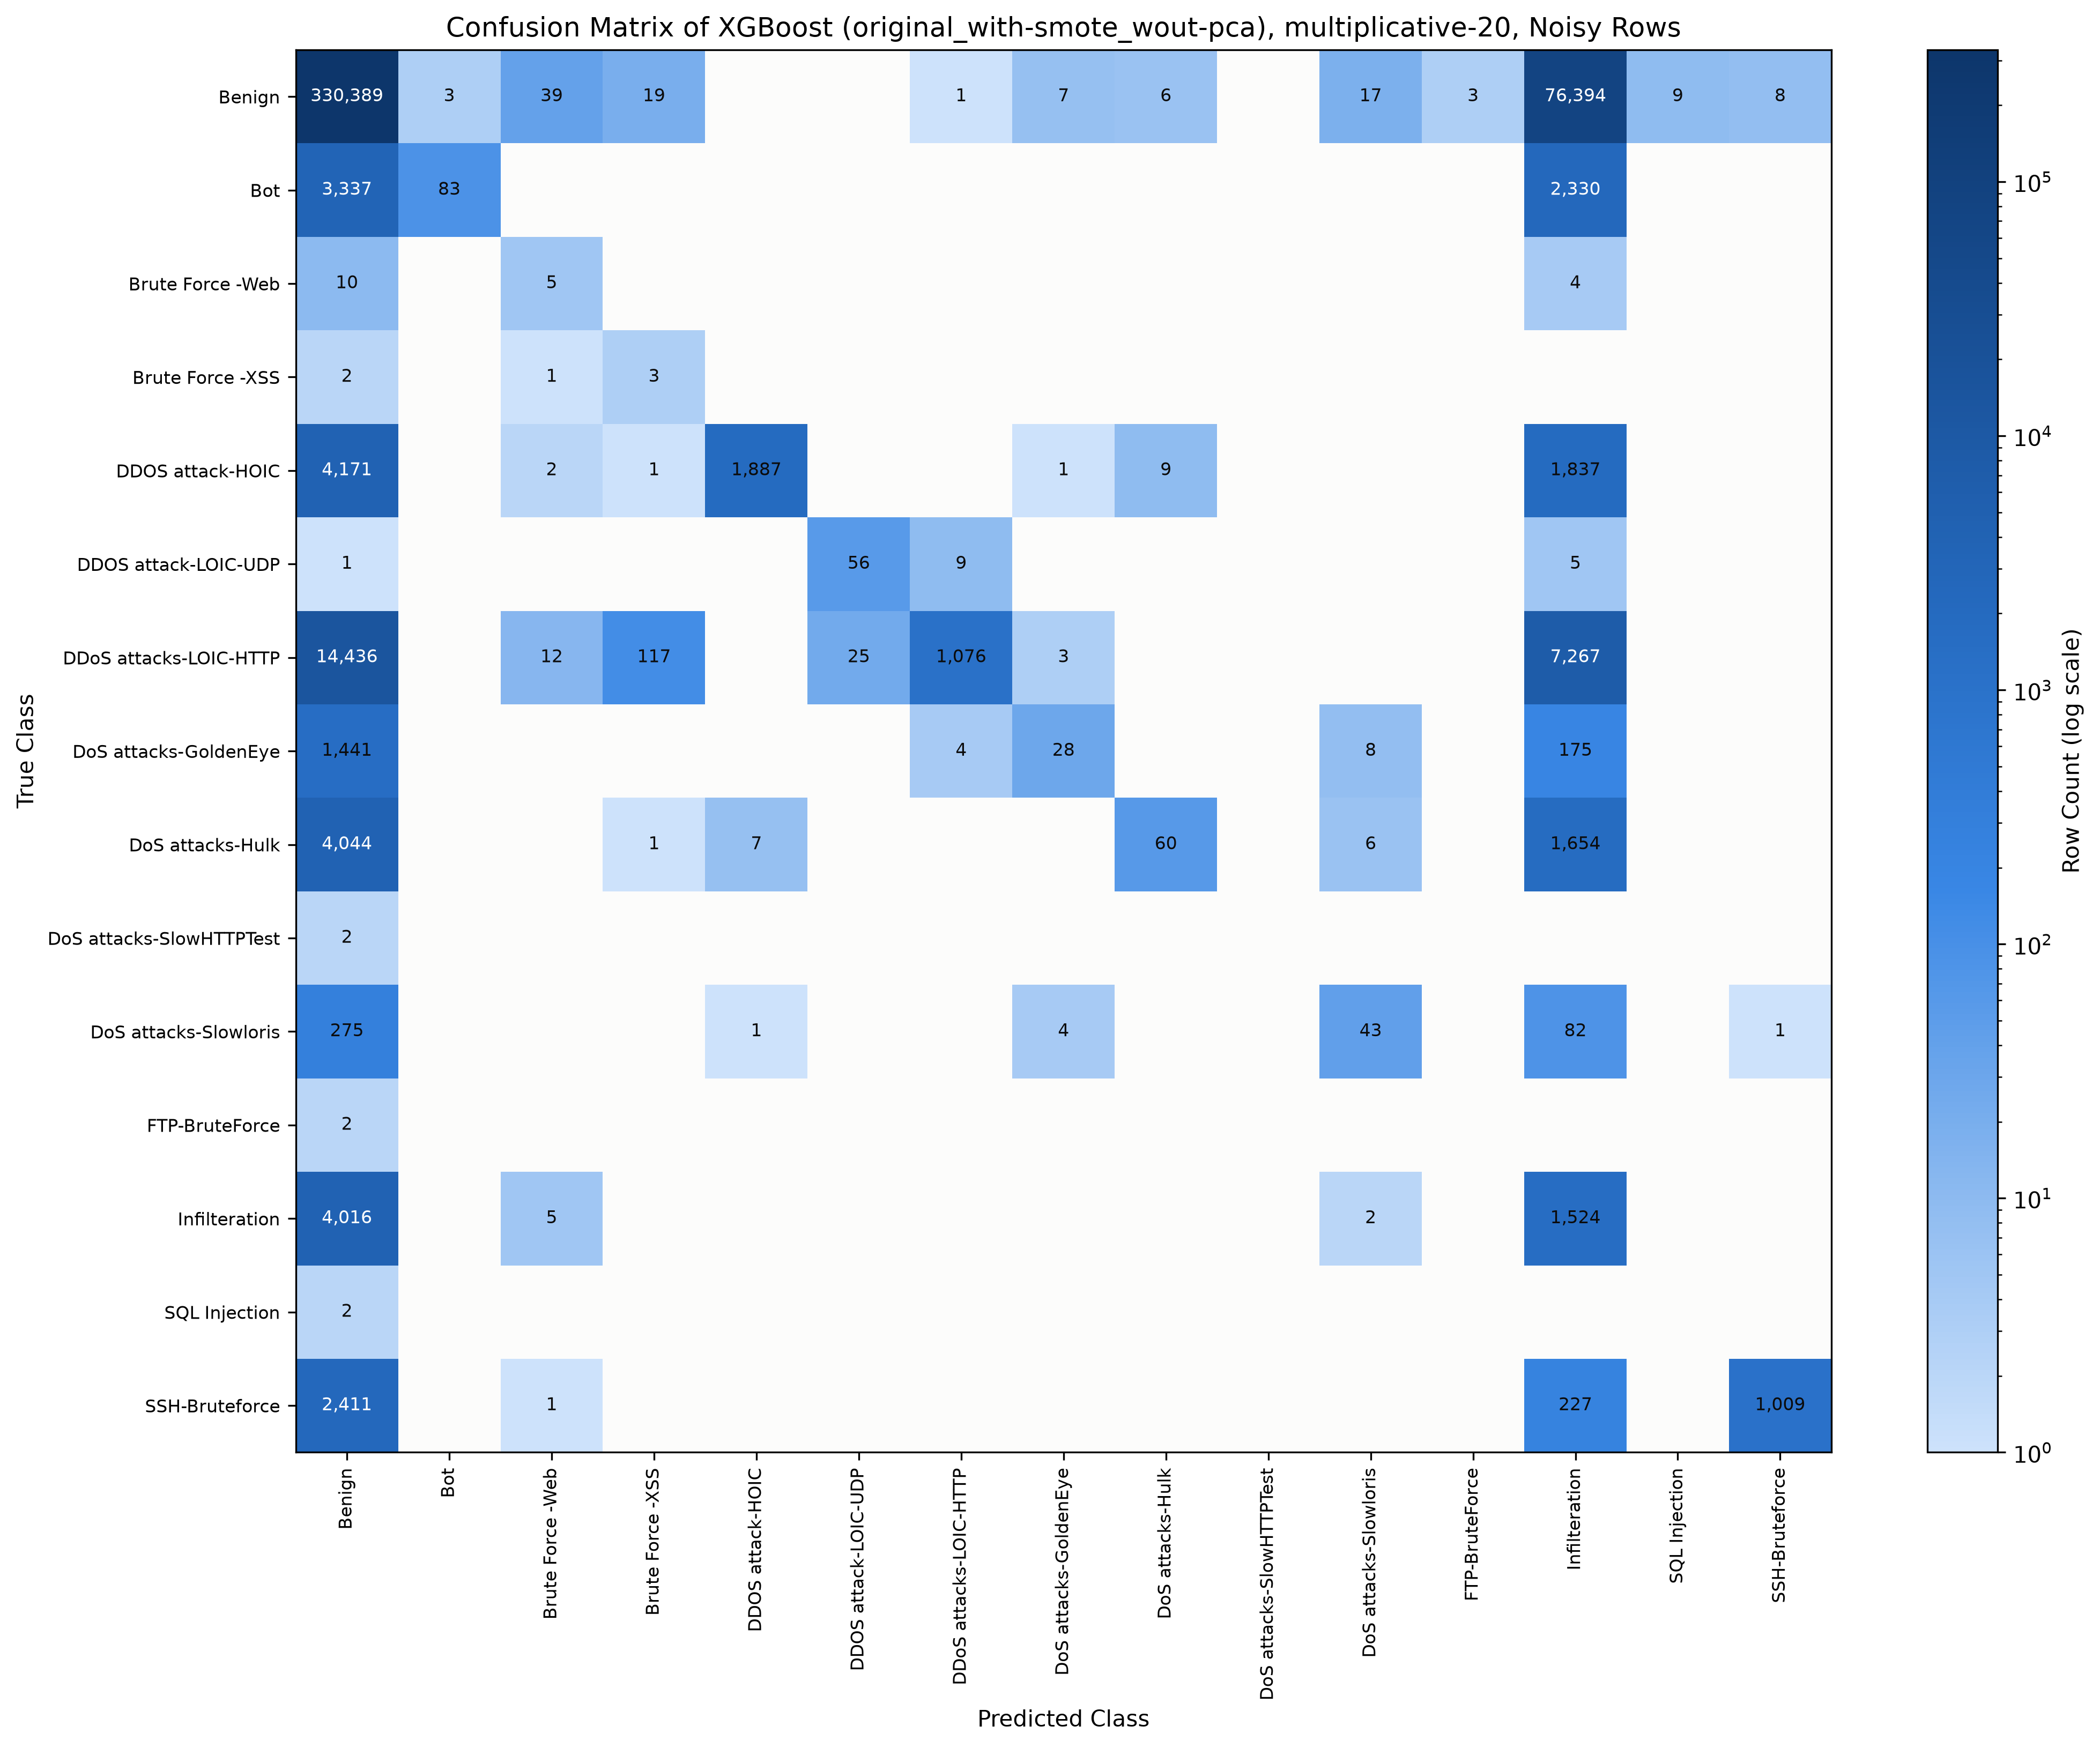 Confusion Matrix of XGBoost (original_with-smote_wout-pca), multiplicative-20, Noisy Rows
True Class
Benign 330,389 3 39 19 1 7 6 17 3 76,394 9 8
Bot 3,337 83 2,330
Brute Force -Web 10 5 4
Brute Force -XSS 2 1 3
DDOS attack-HOIC 4,171 2 1 1,887 1 9 1,837
DDOS attack-LOIC-UDP 1 56 9 5
DDoS attacks-LOIC-HTTP 14,436 12 117 25 1,076 3 7,267
DoS attacks-GoldenEye 1,441 4 28 8 175
DoS attacks-Hulk 4,044 1 7 60 6 1,654
DoS attacks-SlowHTTPTest 2
DoS attacks-Slowloris 275 1 4 43 82 1
FTP-BruteForce 2
Infilteration 4,016 5 2 1,524
SQL Injection 2
SSH-Bruteforce 2,411 1 227 1,009
Benign
Bot
Brute Force -Web
Brute Force -XSS
DDOS attack-HOIC
DDOS attack-LOIC-UDP
DDoS attacks-LOIC-HTTP
DoS attacks-GoldenEye
DoS attacks-Hulk
DoS attacks-SlowHTTPTest
DoS attacks-Slowloris
FTP-BruteForce
Infilteration
SQL Injection
SSH-Bruteforce
Predicted Class
10⁵
10⁴
10³
10²
10¹
10⁰
Row Count (log scale)